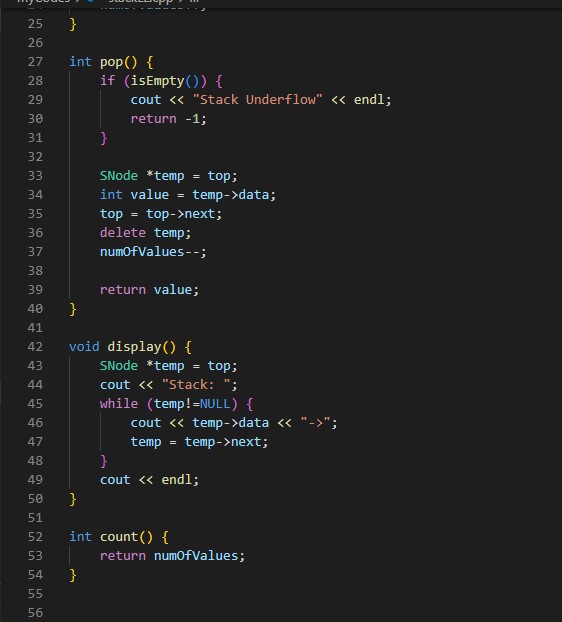 25 }
26
27 int pop() {
28     if (isEmpty()) {
29         cout << "Stack Underflow" << endl;
30         return -1;
31     }
32
33     SNode *temp = top;
34     int value = temp->data;
35     top = top->next;
36     delete temp;
37     numOfValues--;
38
39     return value;
40 }
41
42 void display() {
43     SNode *temp = top;
44     cout << "Stack: ";
45     while (temp!=NULL) {
46         cout << temp->data << "->";
47         temp = temp->next;
48     }
49     cout << endl;
50 }
51
52 int count() {
53     return numOfValues;
54 }
55
56